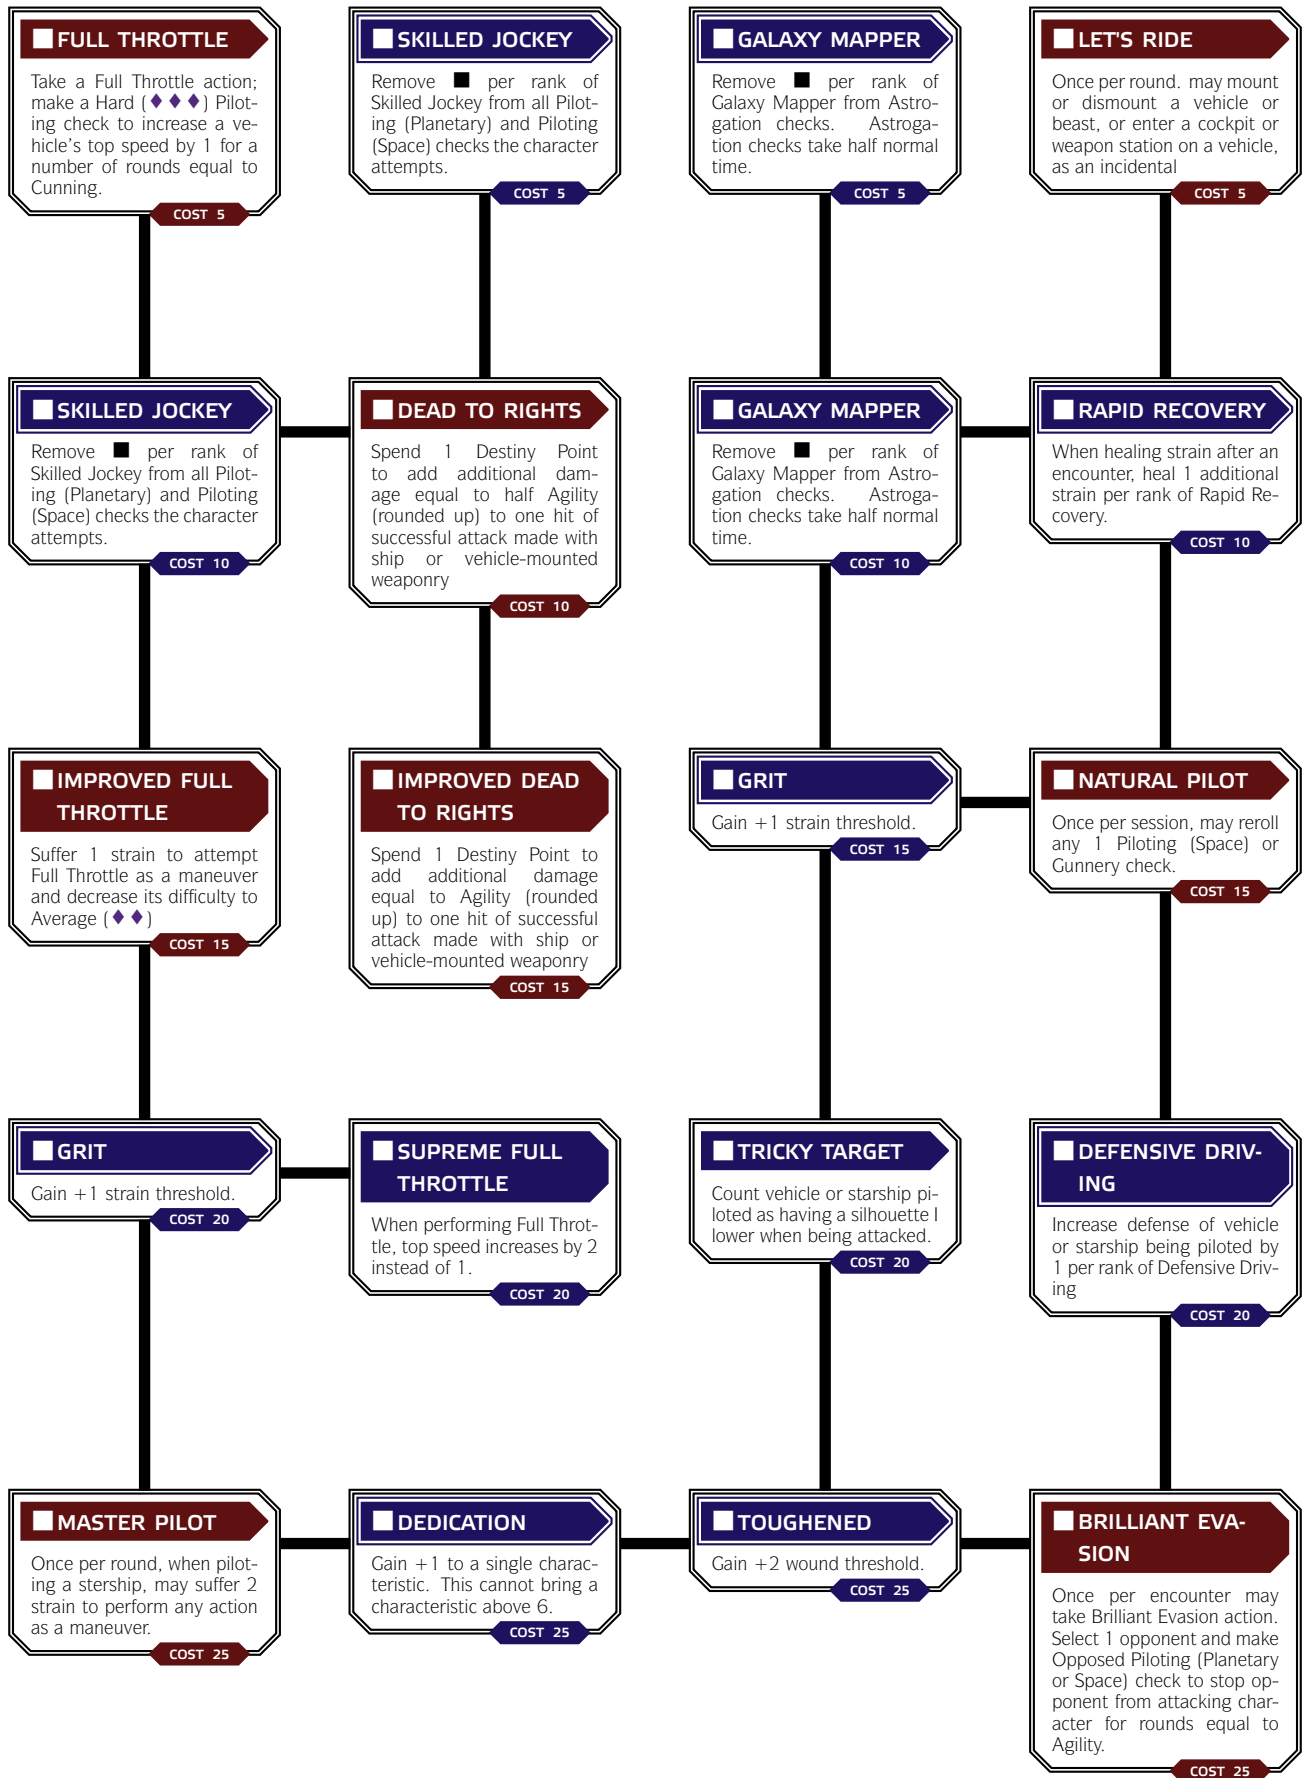 FULL THROTTLE
Take a Full Throttle action;
make a Hard (♦ ♦ ♦) Pilot-
ing check to increase a ve-
hicle's top speed by 1 for a
number of rounds equal to
Cunning.
COST 5
SKILLED JOCKEY
Remove ■ per rank of
Skilled Jockey from all Pilot-
ing (Planetary) and Piloting
(Space) checks the character
attempts.
COST 5
GALAXY MAPPER
Remove ■ per rank of
Galaxy Mapper from Astro-
gation checks. Astroga-
tion checks take half normal
time.
COST 5
LET'S RIDE
Once per round. may mount
or dismount a vehicle or
beast, or enter a cockpit or
weapon station on a vehicle,
as an incidental
COST 5
SKILLED JOCKEY
Remove ■ per rank of
Skilled Jockey from all Pilot-
ing (Planetary) and Piloting
(Space) checks the character
attempts.
COST 10
DEAD TO RIGHTS
Spend 1 Destiny Point
to add additional dam-
age equal to half Agility
(rounded up) to one hit of
successful attack made with
ship or vehicle-mounted
weaponry
COST 10
GALAXY MAPPER
Remove ■ per rank of
Galaxy Mapper from Astro-
gation checks. Astroga-
tion checks take half normal
time.
COST 10
RAPID RECOVERY
When healing strain after an
encounter, heal 1 additional
strain per rank of Rapid Re-
covery.
COST 10
IMPROVED FULL
THROTTLE
Suffer 1 strain to attempt
Full Throttle as a maneuver
and decrease its difficulty to
Average (♦ ♦)
COST 15
IMPROVED DEAD
TO RIGHTS
Spend 1 Destiny Point to
add additional damage
equal to Agility (rounded
up) to one hit of successful
attack made with ship or
vehicle-mounted weaponry
COST 15
GRIT
Gain +1 strain threshold.
COST 15
NATURAL PILOT
Once per session, may reroll
any 1 Piloting (Space) or
Gunnery check.
COST 15
GRIT
Gain +1 strain threshold.
COST 20
SUPREME FULL
THROTTLE
When performing Full Throt-
tle, top speed increases by 2
instead of 1.
COST 20
TRICKY TARGET
Count vehicle or starship pi-
loted as having a silhouette I
lower when being attacked.
COST 20
DEFENSIVE DRIV-
ING
Increase defense of vehicle
or starship being piloted by
1 per rank of Defensive Driv-
ing
COST 20
MASTER PILOT
Once per round, when pilot-
ing a stership, may suffer 2
strain to perform any action
as a maneuver.
COST 25
DEDICATION
Gain +1 to a single charac-
teristic. This cannot bring a
characteristic above 6.
COST 25
TOUGHENED
Gain +2 wound threshold.
COST 25
BRILLIANT EVA-
SION
Once per encounter may
take Brilliant Evasion action.
Select 1 opponent and make
Opposed Piloting (Planetary
or Space) check to stop op-
ponent from attacking char-
acter for rounds equal to
Agility.
COST 25